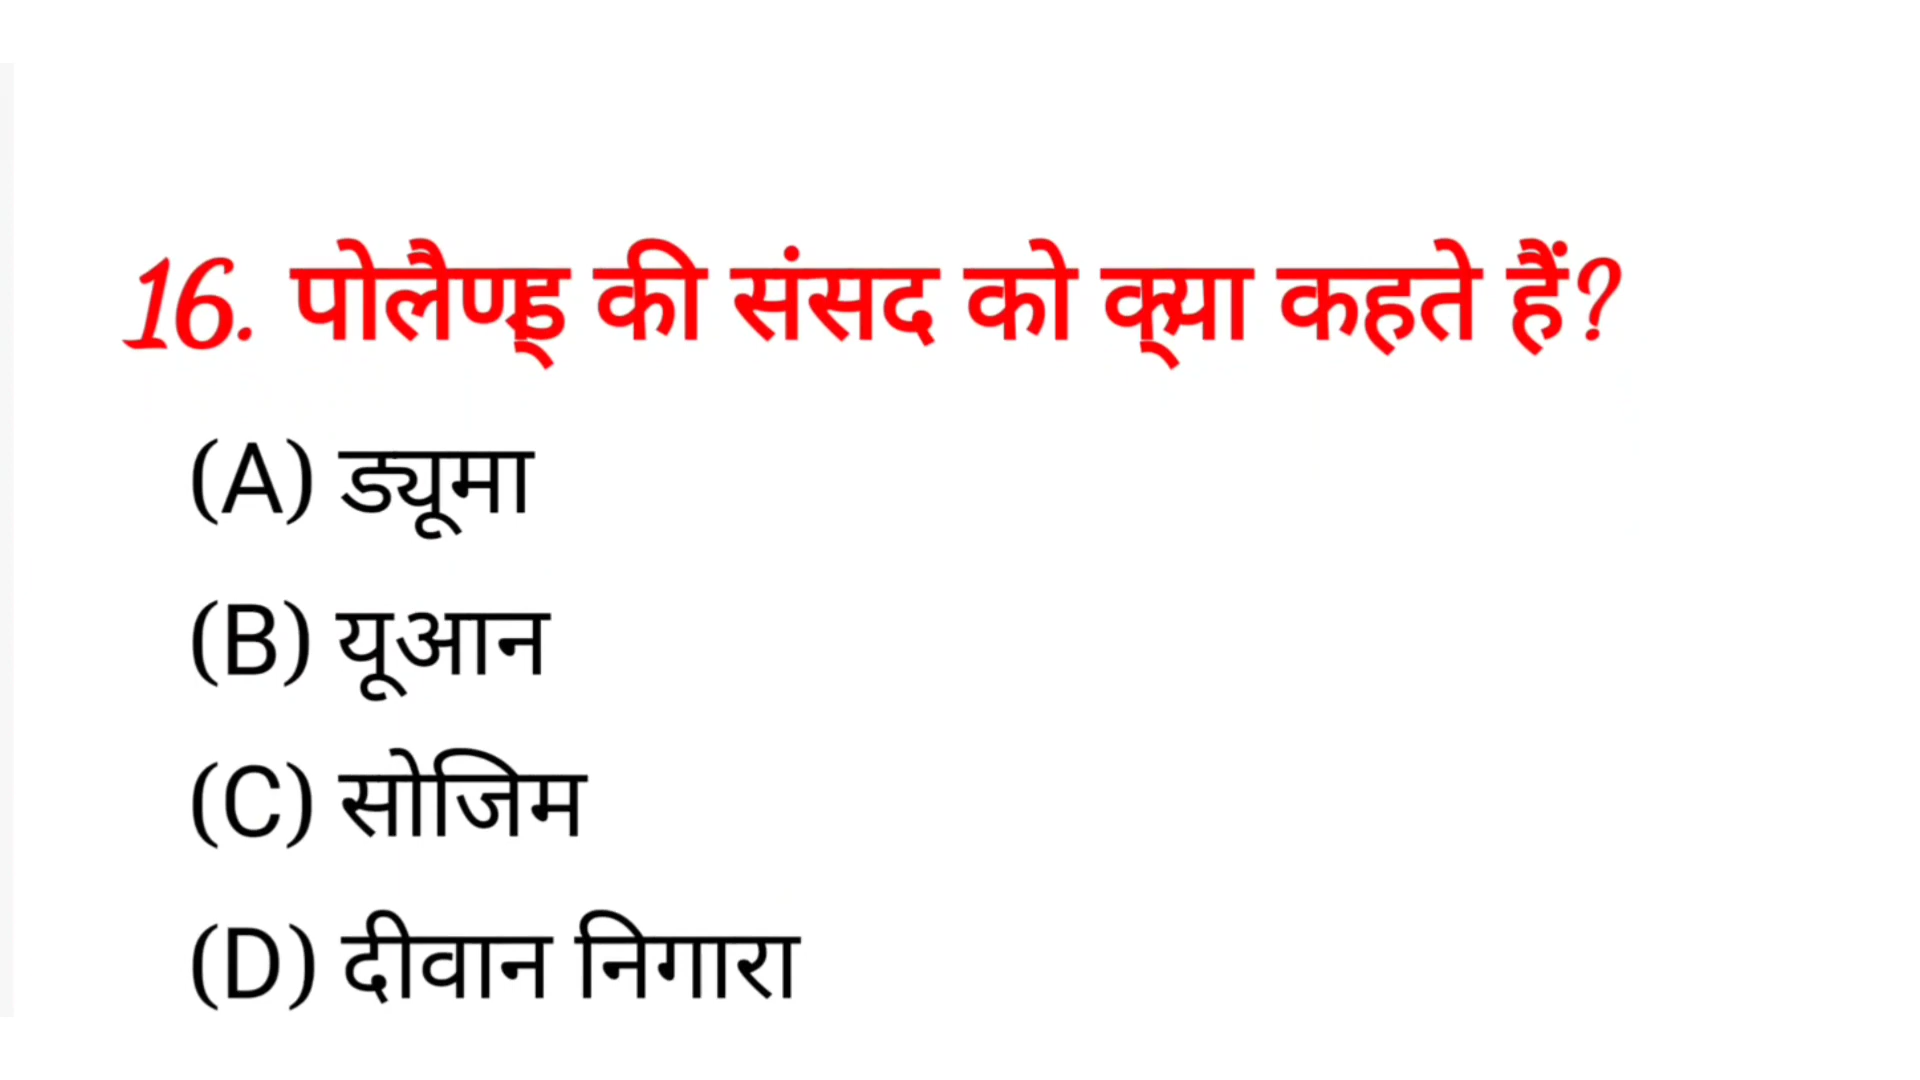 16. पोलैण्ड की संसद को क्या कहते हैं?
(A) ड्यूमा
(B) यूआन
(C) सोजिम
(D) दीवान निगारा